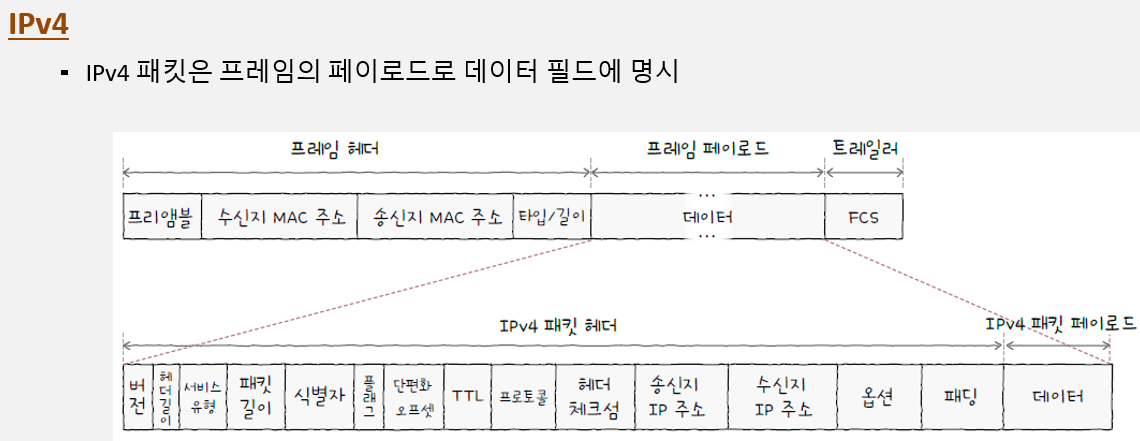 IPv4
▪ IPv4 패킷은 프레임의 페이로드로 데이터 필드에 명시
프레임 헤더 프레임 페이로드 트레일러
프리앰블 수신지 MAC 주소 송신지 MAC 주소 타입/길이 ... 데이터 ... FCS
IPv4 패킷 헤더 IPv4 패킷 페이로드
버전 헤더길이 서비스 유형 패킷 길이 식별자 플래그 단편화 오프셋 TTL 프로토콜 헤더 체크섬 송신지 IP 주소 수신지 IP 주소 옵션 패딩 데이터